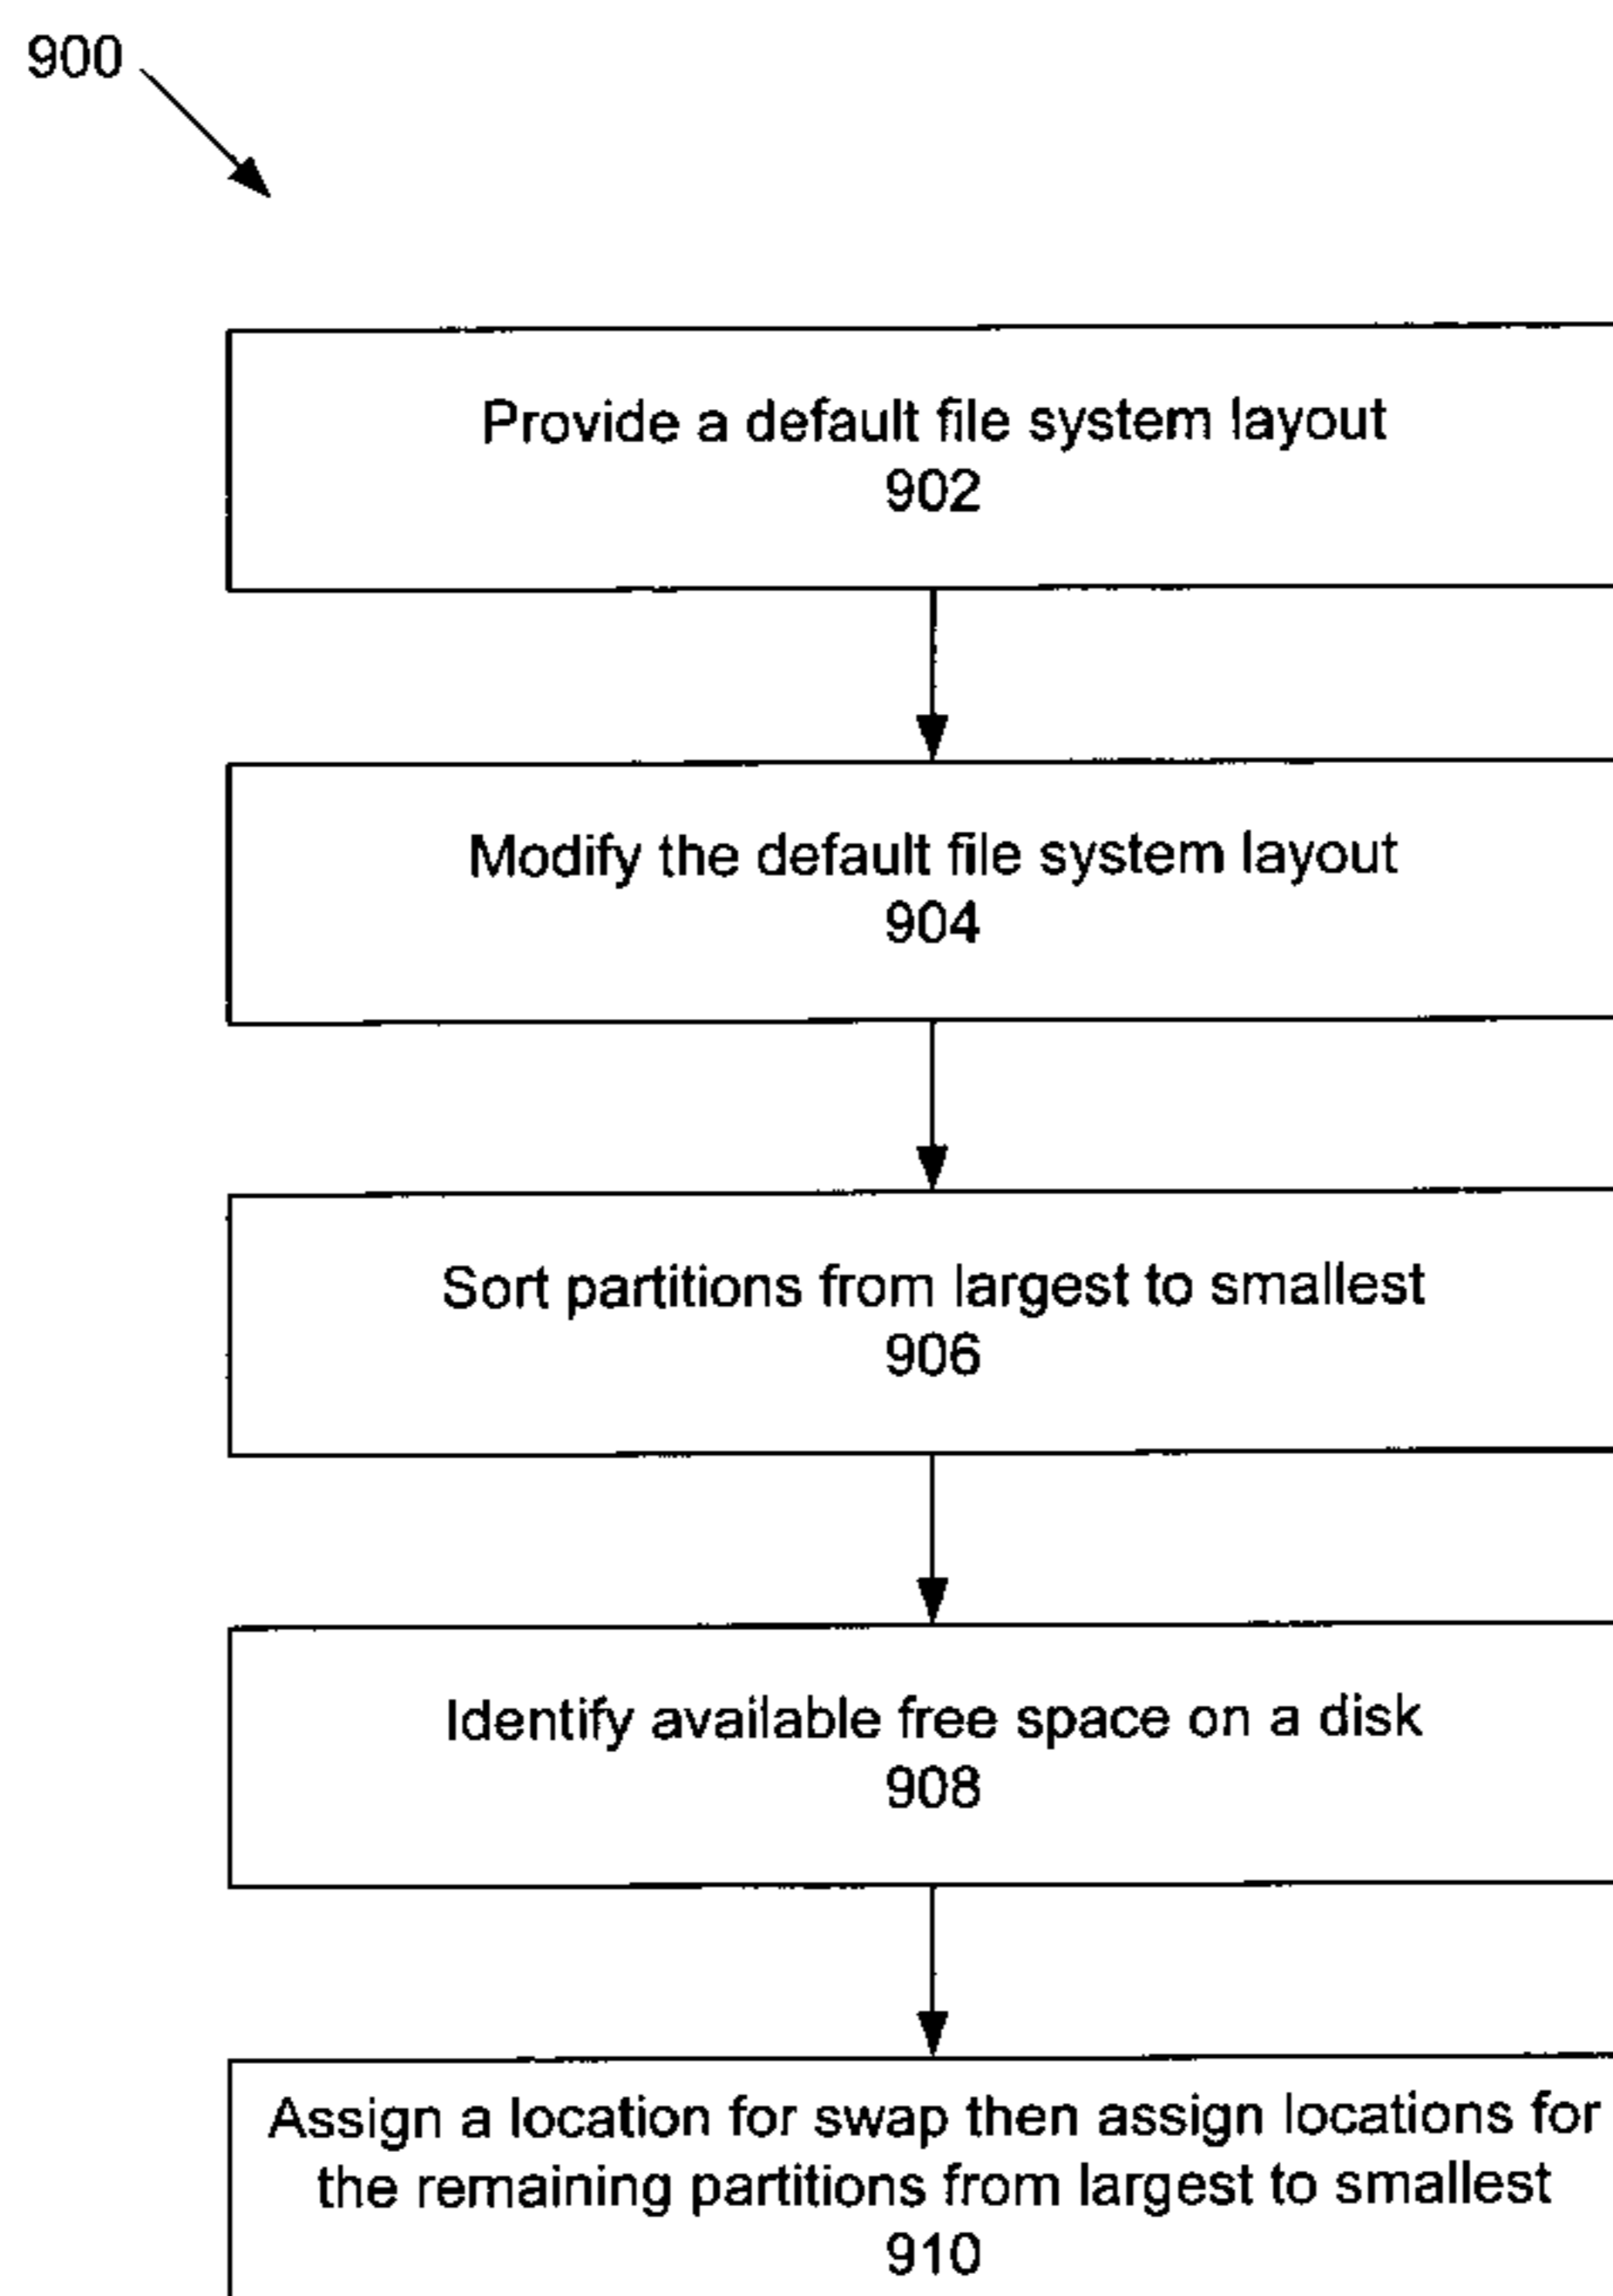 900
Provide a default file system layout
902
Modify the default file system layout
904
Sort partitions from largest to smallest
906
Identify available free space on a disk
908
Assign a location for swap then assign locations for
the remaining partitions from largest to smallest
910